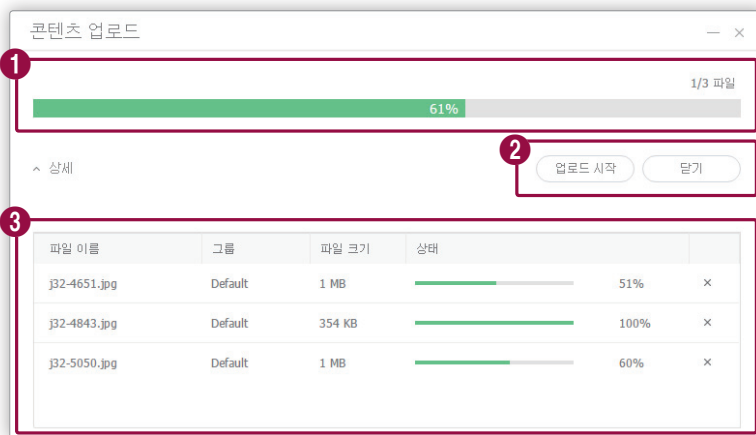 콘텐츠 업로드
1
1/3 파일
61%
2
상세
업로드 시작 닫기
3
파일 이름 그룹 파일 크기 상태
j32-4651.jpg Default 1 MB 51%
j32-4843.jpg Default 354 KB 100%
j32-5050.jpg Default 1 MB 60%